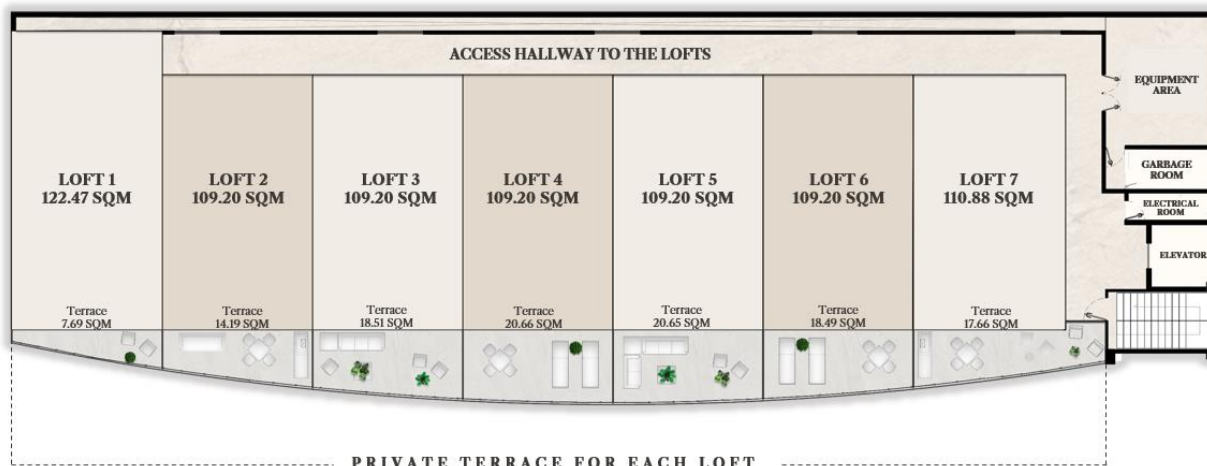 ACCESS HALLWAY TO THE LOFTS
EQUIPMENT
AREA
GARBAGE
ROOM
ELECTRICAL
ROOM
ELEVATOR
LOFT 1
122.47 SQM
LOFT 2
109.20 SQM
LOFT 3
109.20 SQM
LOFT 4
109.20 SQM
LOFT 5
109.20 SQM
LOFT 6
109.20 SQM
LOFT 7
110.88 SQM
Terrace
7.69 SQM
Terrace
14.19 SQM
Terrace
18.51 SQM
Terrace
20.66 SQM
Terrace
20.65 SQM
Terrace
18.49 SQM
Terrace
17.66 SQM
PRIVATE TERRACE FOR EACH LOFT